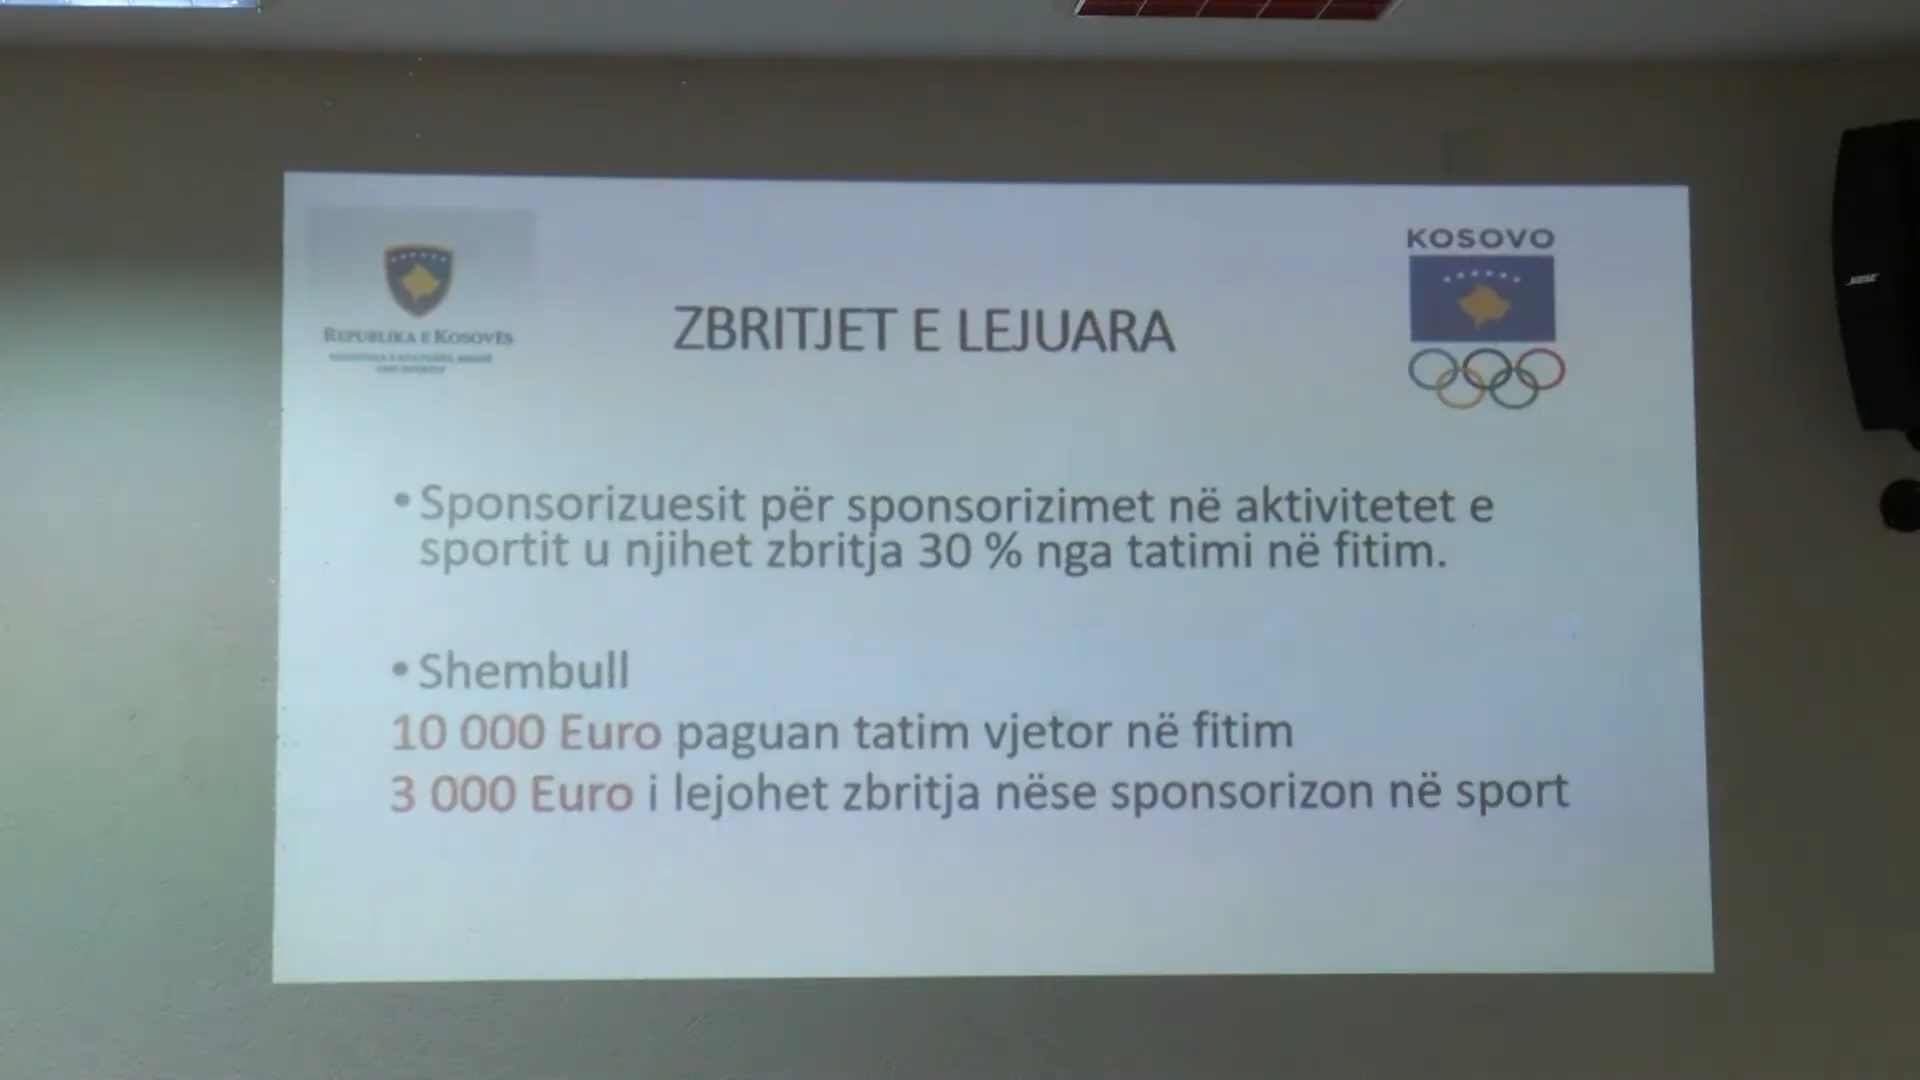 KOSOVO
REPUBLIKA E KOSOVËS
ZBRITJET E LEJUARA
• Sponsorizuesit për sponsorizimet në aktivitetet e
sportit u njihet zbritja 30 % nga tatimi në fitim.
• Shembull
10 000 Euro paguan tatim vjetor në fitim
3 000 Euro i lejohet zbritja nëse sponsorizon në sport
BOSE